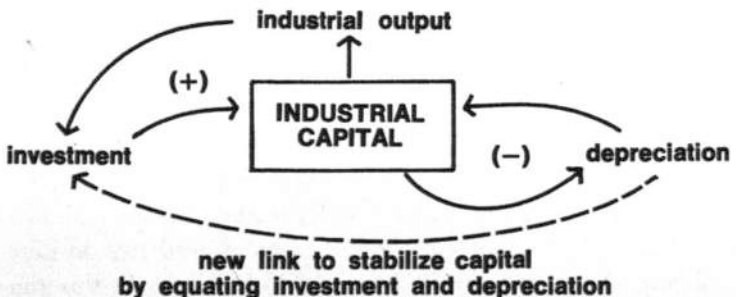 industrial output
(+)
INDUSTRIAL
CAPITAL
investment
(−)
depreciation
new link to stabilize capital
by equating investment and depreciation